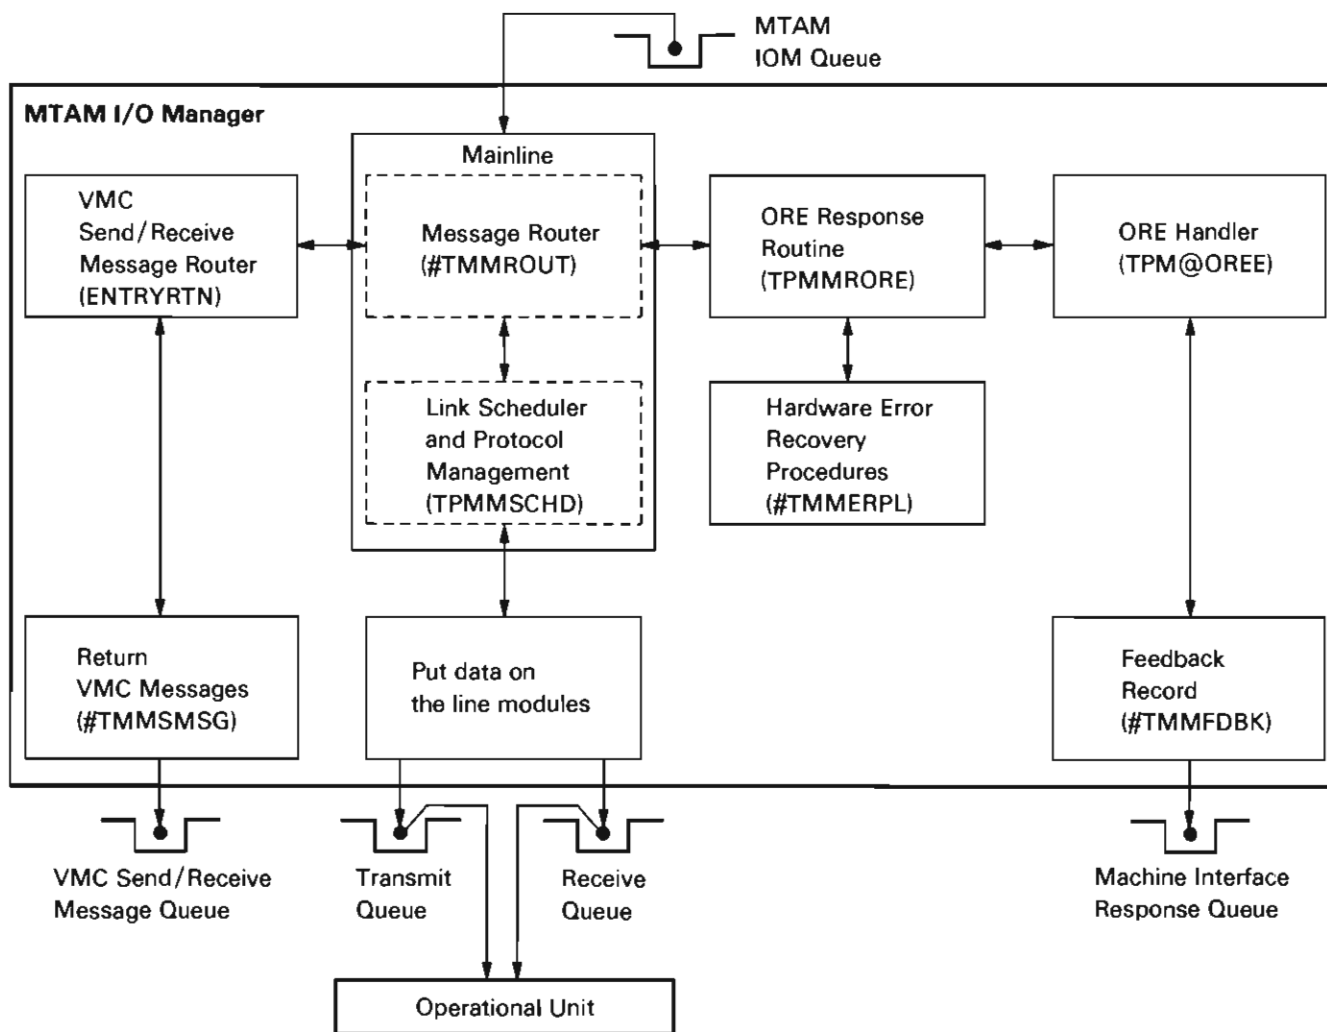 MTAM
IOM Queue
MTAM I/O Manager
Mainline
VMC
Send/Receive
Message Router
(ENTRYRTN)
Message Router
(#TMMROUT)
ORE Response
Routine
(TPMMRORE)
ORE Handler
(TPM@OREE)
Link Scheduler
and Protocol
Management
(TPMMSCHD)
Hardware Error
Recovery
Procedures
(#TMMERPL)
Return
VMC Messages
(#TMMSMSG)
Put data on
the line modules
Feedback
Record
(#TMMFDBK)
VMC Send/Receive
Message Queue
Transmit
Queue
Receive
Queue
Machine Interface
Response Queue
Operational Unit